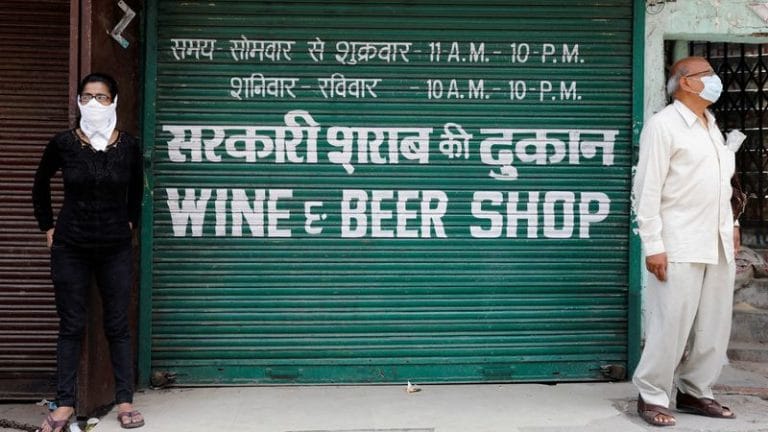 समय - सोमवार से शुक्रवार - 11 A.M. - 10 - P.M.
शनिवार - रविवार - 10 A.M. - 10 P.M.
सरकारी शराब की दुकान
WINE & BEER SHOP